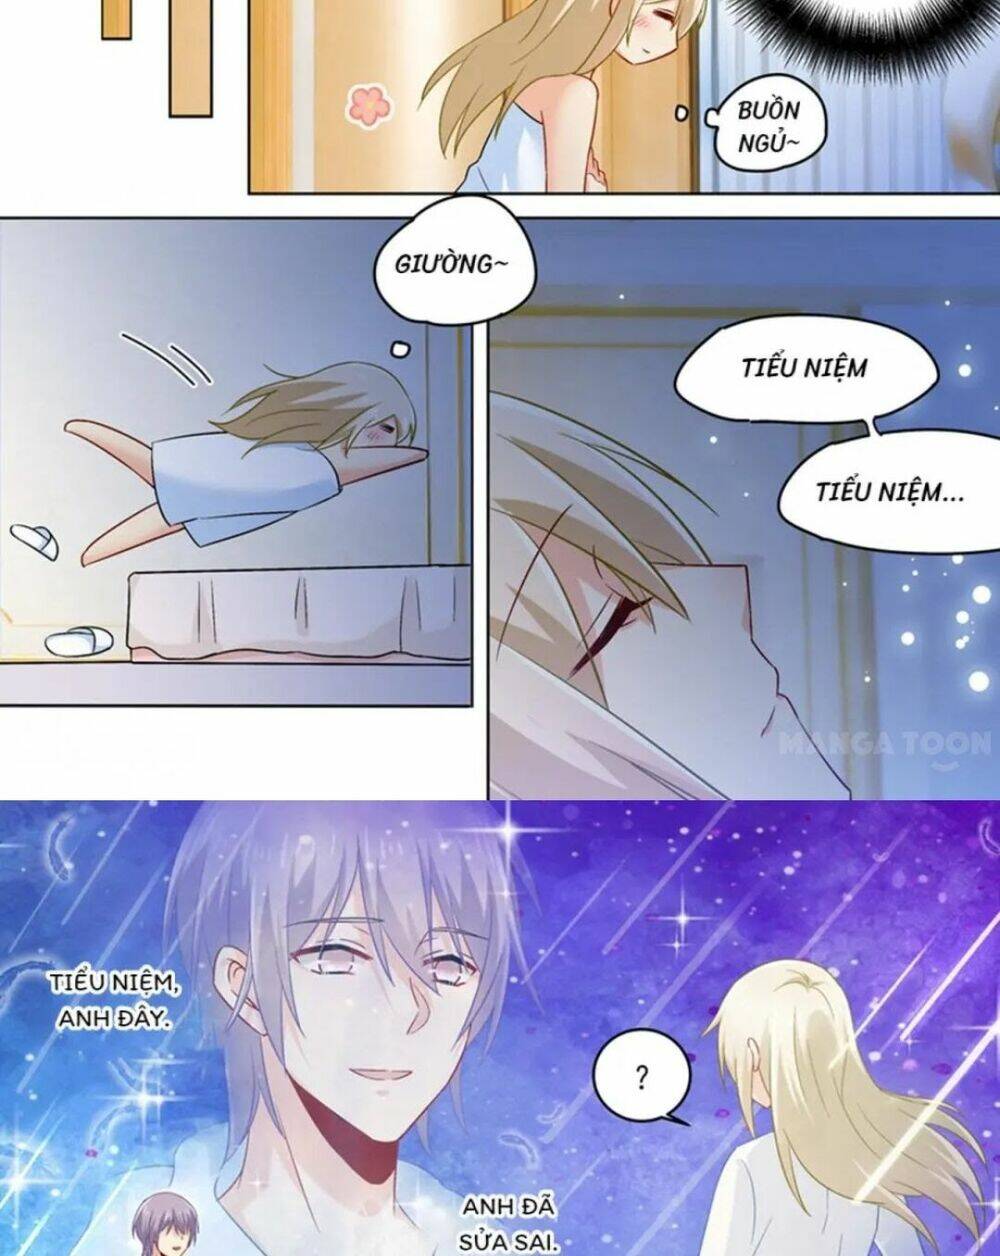 BUỒN
NGỦ~
GIƯỜNG~
TIỂU NIỆM
TIỂU NIỆM...
MANGA TOON
TIỂU NIỆM,
ANH ĐÂY.
?
ANH ĐÃ
SỬA SAI.